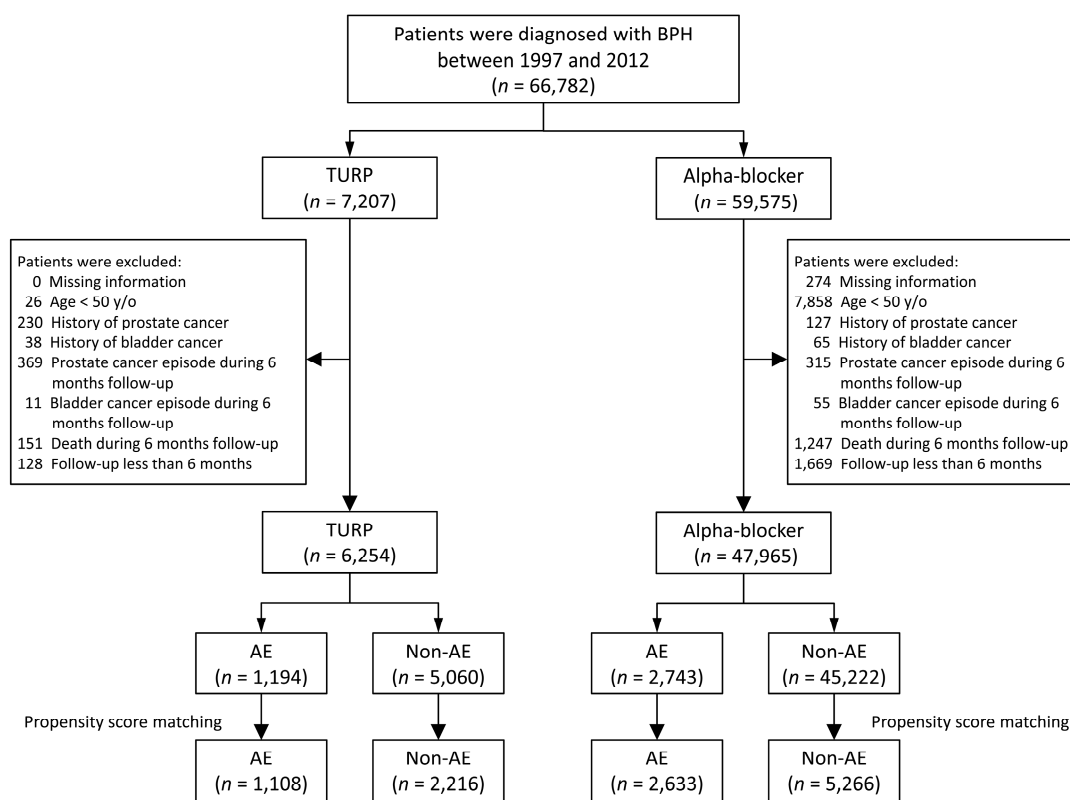 Patients were diagnosed with BPH
between 1997 and 2012
(n = 66,782)
TURP
(n = 7,207)
Alpha-blocker
(n = 59,575)
Patients were excluded:
0 Missing information
26 Age < 50 y/o
230 History of prostate cancer
38 History of bladder cancer
369 Prostate cancer episode during 6
months follow-up
11 Bladder cancer episode during 6
months follow-up
151 Death during 6 months follow-up
128 Follow-up less than 6 months
Patients were excluded:
274 Missing information
7,858 Age < 50 y/o
127 History of prostate cancer
65 History of bladder cancer
315 Prostate cancer episode during 6
months follow-up
55 Bladder cancer episode during 6
months follow-up
1,247 Death during 6 months follow-up
1,669 Follow-up less than 6 months
TURP
(n = 6,254)
Alpha-blocker
(n = 47,965)
AE
(n = 1,194)
Non-AE
(n = 5,060)
AE
(n = 2,743)
Non-AE
(n = 45,222)
Propensity score matching
Propensity score matching
AE
(n = 1,108)
Non-AE
(n = 2,216)
AE
(n = 2,633)
Non-AE
(n = 5,266)